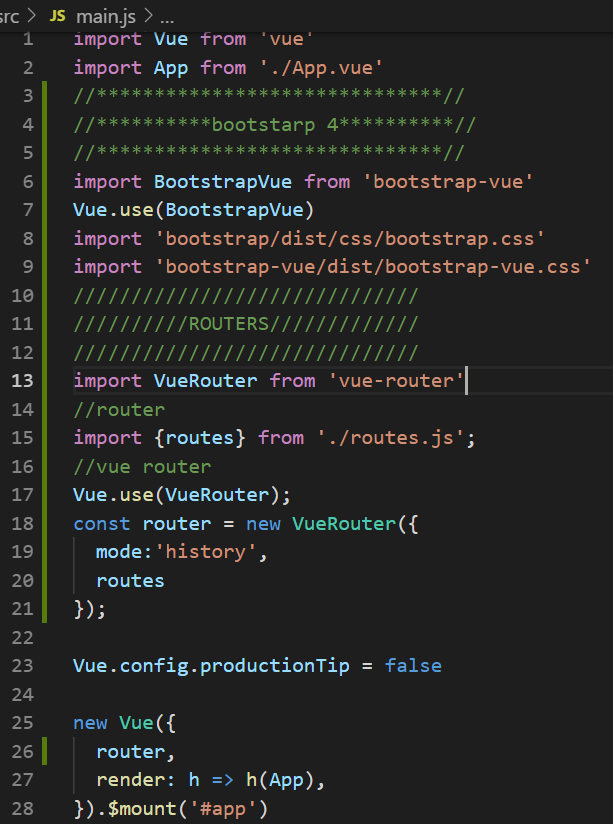 src > JS main.js > ...
1 import Vue from 'vue'
2 import App from './App.vue'
3 //******************************//
4 //**********bootstarp 4**********//
5 //******************************//
6 import BootstrapVue from 'bootstrap-vue'
7 Vue.use(BootstrapVue)
8 import 'bootstrap/dist/css/bootstrap.css'
9 import 'bootstrap-vue/dist/bootstrap-vue.css'
10 //////////////////////////////
11 //////////ROUTERS/////////////
12 //////////////////////////////
13 import VueRouter from 'vue-router'
14 //router
15 import {routes} from './routes.js';
16 //vue router
17 Vue.use(VueRouter);
18 const router = new VueRouter({
19   mode:'history',
20   routes
21 });
22
23 Vue.config.productionTip = false
24
25 new Vue({
26   router,
27   render: h => h(App),
28 }).$mount('#app')